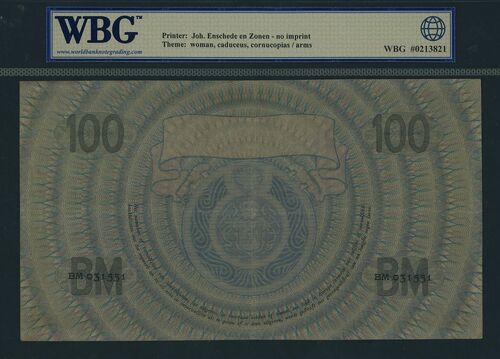 WBG™
www.worldbanknotegrading.com
Printer: Joh. Enschede en Zonen - no imprint
Theme: woman, caduceus, cornucopias / arms
WBG #0213821
100 100
BM BM
BM 031551 BM 031551